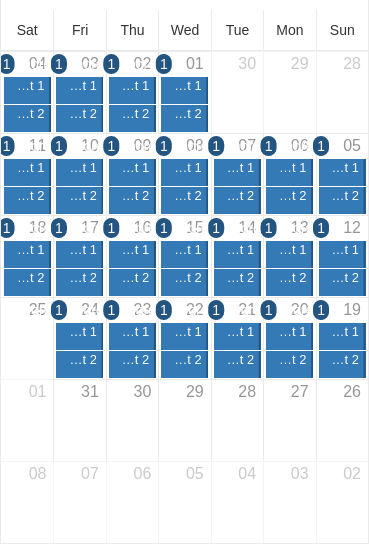 Sat Fri Thu Wed Tue Mon Sun
1 04 1 03 1 02 1 01 30 29 28
...t 1 ...t 1 ...t 1 ...t 1
...t 2 ...t 2 ...t 2 ...t 2
1 11 1 10 1 09 1 08 1 07 1 06 1 05
...t 1 ...t 1 ...t 1 ...t 1 ...t 1 ...t 1 ...t 1
...t 2 ...t 2 ...t 2 ...t 2 ...t 2 ...t 2 ...t 2
1 18 1 17 1 16 1 15 1 14 1 13 1 12
...t 1 ...t 1 ...t 1 ...t 1 ...t 1 ...t 1 ...t 1
...t 2 ...t 2 ...t 2 ...t 2 ...t 2 ...t 2 ...t 2
25 1 24 1 23 1 22 1 21 1 20 1 19
...t 1 ...t 1 ...t 1 ...t 1 ...t 1 ...t 1
...t 2 ...t 2 ...t 2 ...t 2 ...t 2 ...t 2
01 31 30 29 28 27 26
08 07 06 05 04 03 02